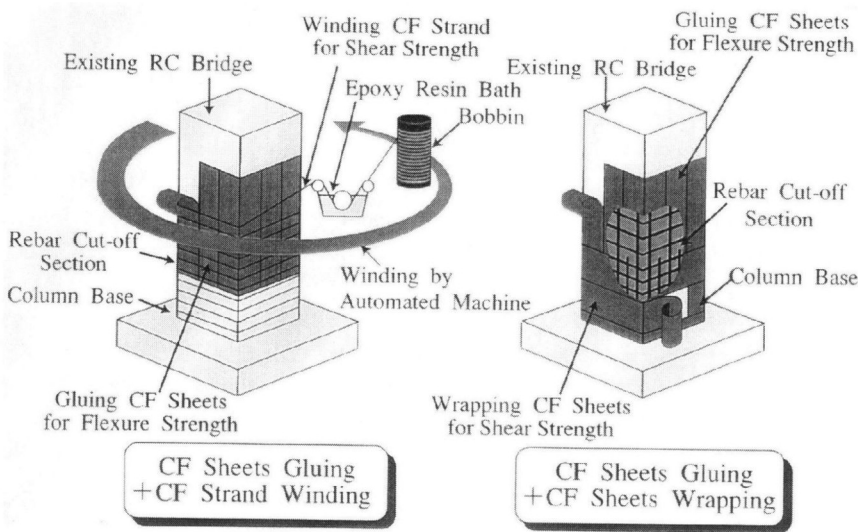 Winding CF Strand
for Shear Strength
Existing RC Bridge
Epoxy Resin Bath
Bobbin
Rebar Cut-off
Section
Column Base
Winding by
Automated Machine
Gluing CF Sheets
for Flexure Strength
CF Sheets Gluing
+CF Strand Winding
Gluing CF Sheets
for Flexure Strength
Existing RC Bridge
Rebar Cut-off
Section
Column Base
Wrapping CF Sheets
for Shear Strength
CF Sheets Gluing
+CF Sheets Wrapping